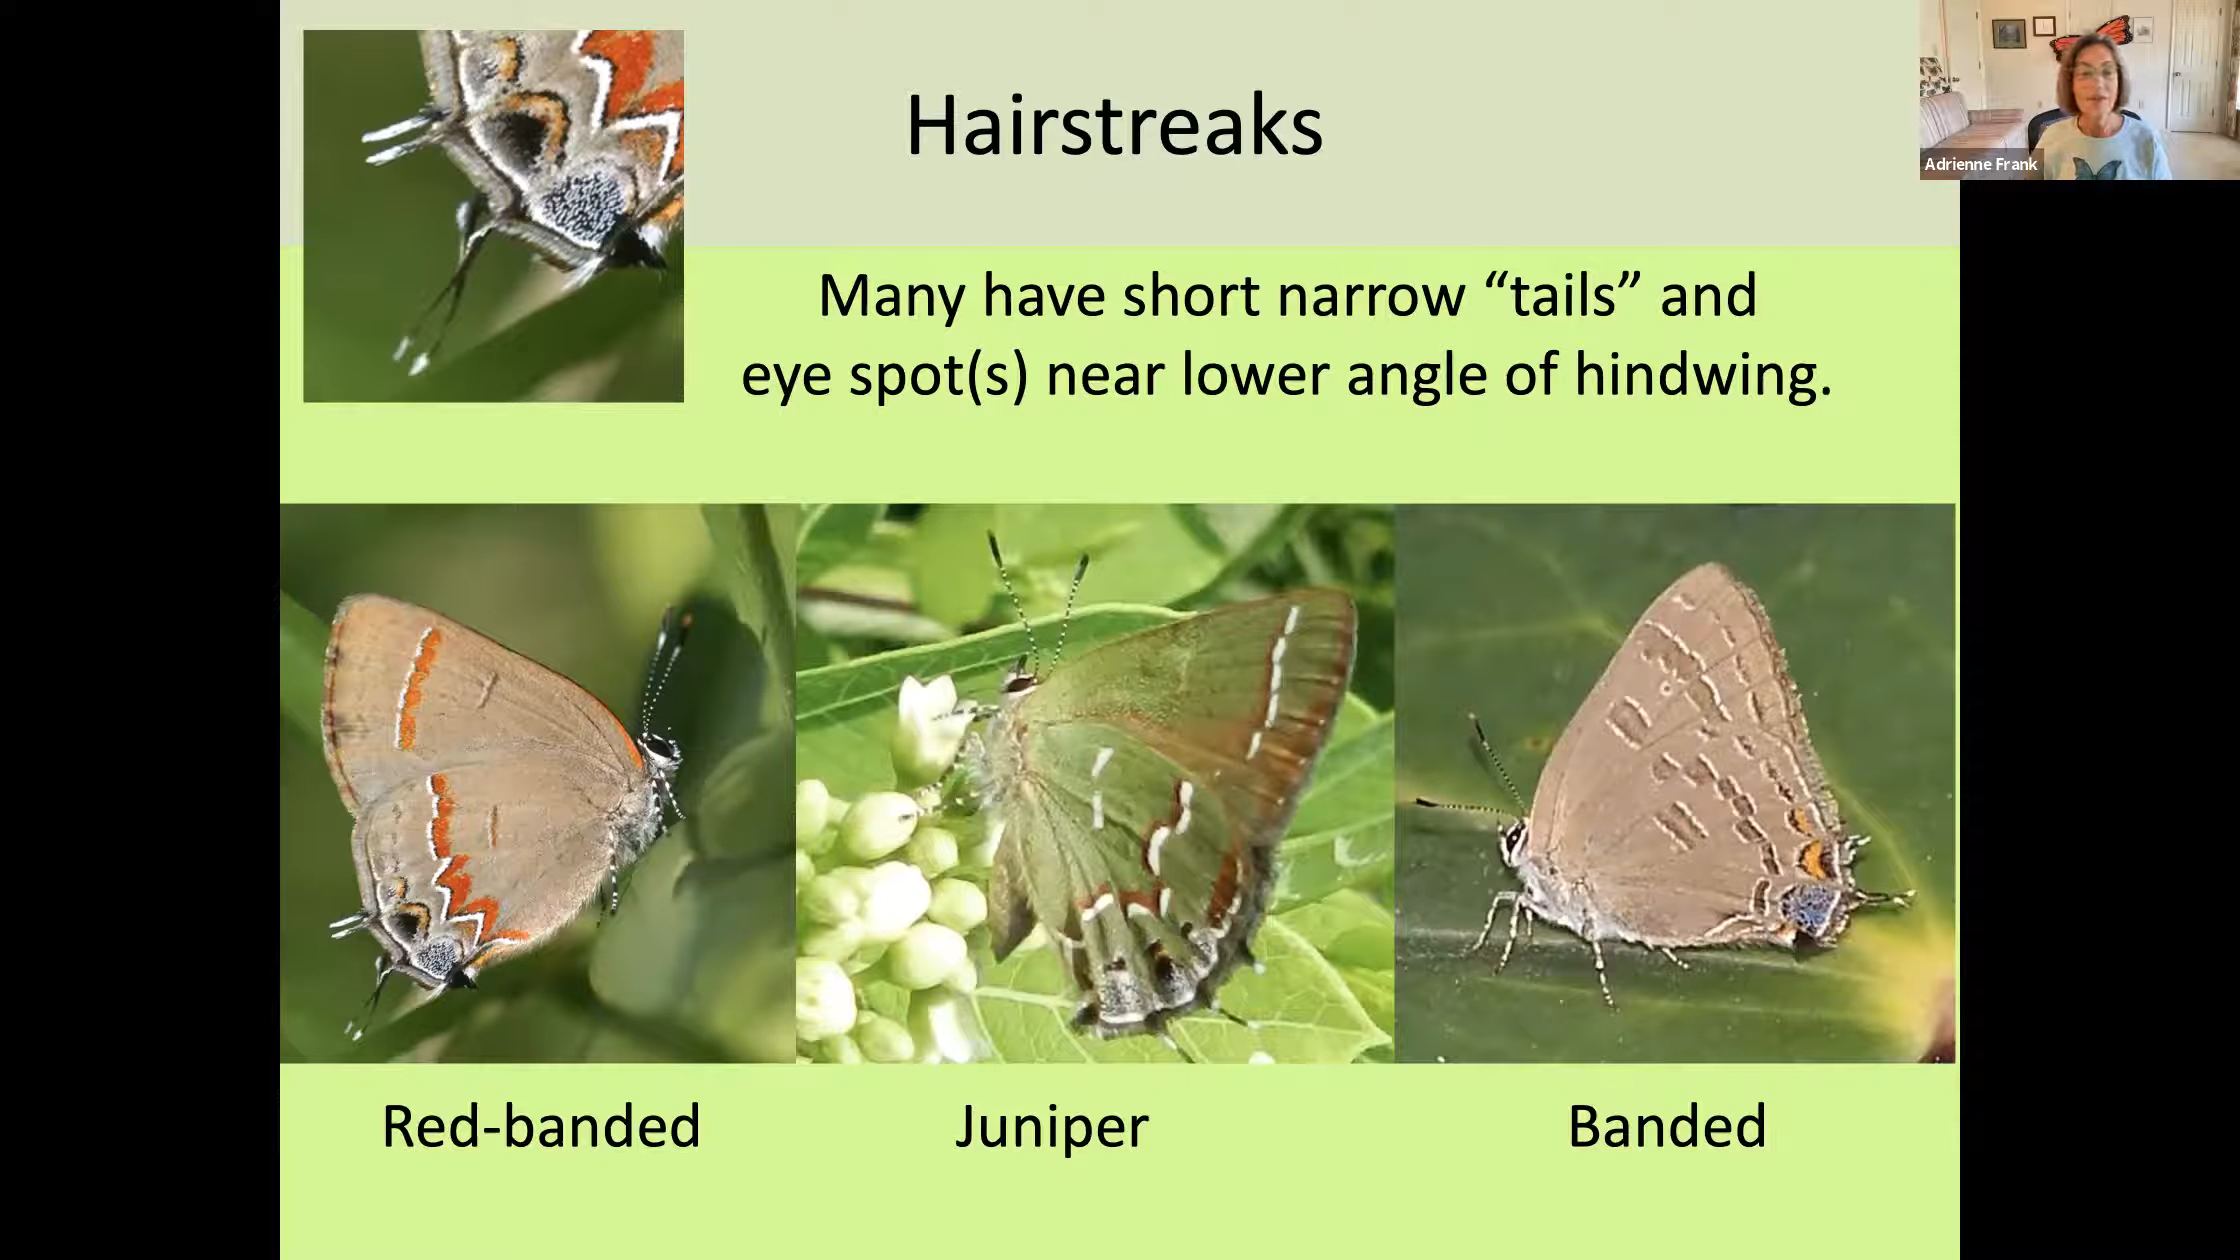 Hairstreaks
Adrienne Frank
Many have short narrow “tails” and
eye spot(s) near lower angle of hindwing.
Red-banded
Juniper
Banded